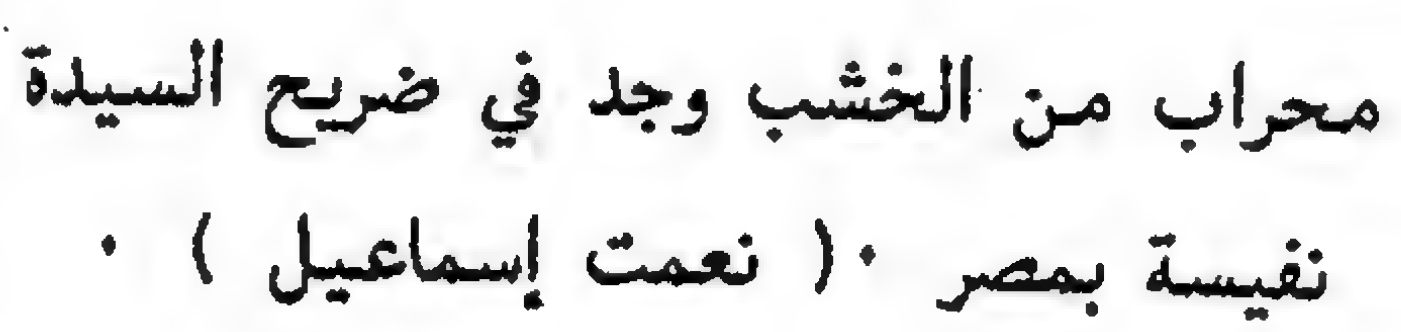 محراب من الخشب وجد في ضريح السيدة
نفيسة بمصر . ( نعمت إسماعيل ) .